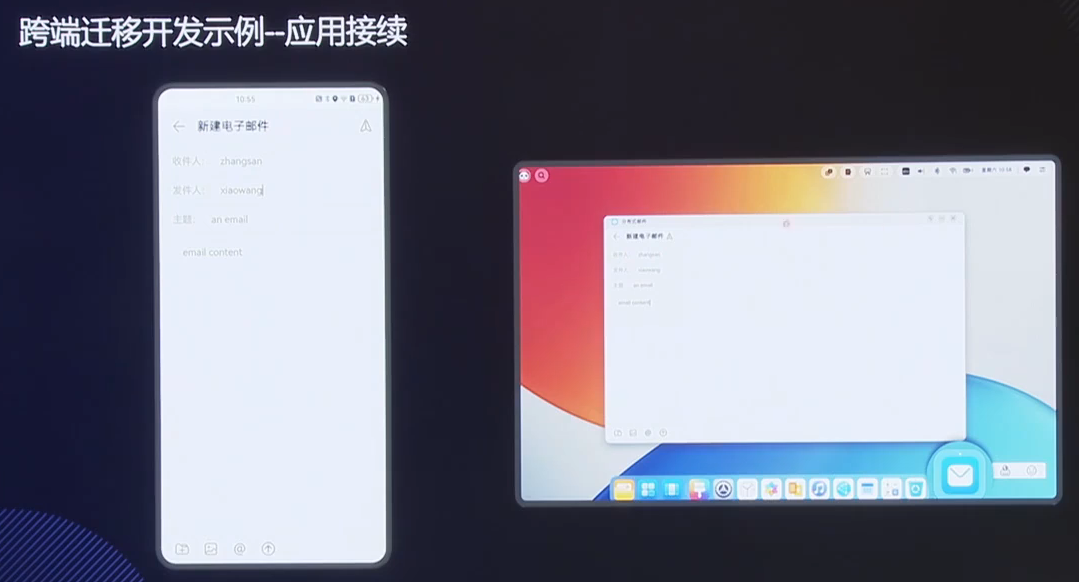 跨端迁移开发示例--应用接续
10:55
63
新建电子邮件
收件人: zhangsan
发件人: xiaowang
主题: an email
email content
新建电子邮件
收件人 zhangsan
发件人 xiaowang
主题 an email
email content